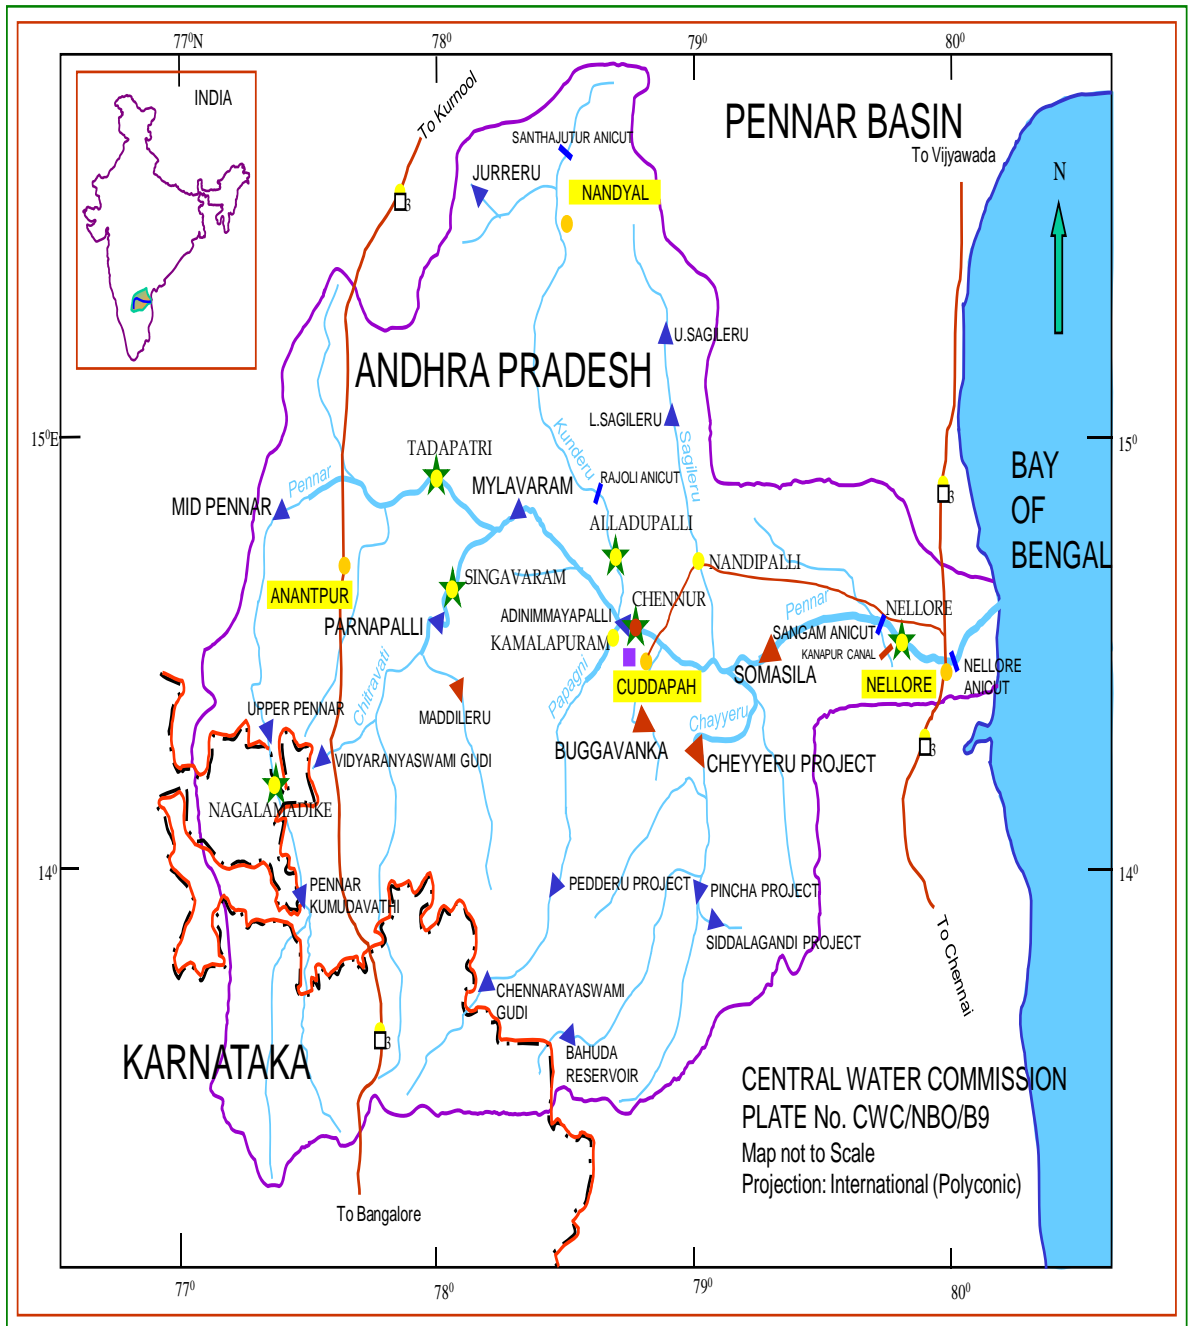 77⁰N
78⁰
79⁰
80⁰
INDIA
To Kurnool
PENNAR BASIN
To Vijyawada
N
SANTHAJUTUR ANICUT
JURRERU
NANDYAL
3
U.SAGILERU
ANDHRA PRADESH
L.SAGILERU
15⁰E
15⁰
Kunderu
Sagileru
TADAPATRI
Pennar
MID PENNAR
MYLAVARAM
RAJOLI ANICUT
3
BAY
OF
BENGAL
ALLADUPALLI
NANDIPALLI
SINGAVARAM
ANANTPUR
CHENNUR
ADINIMMAYAPALLI
KAMALAPURAM
PARNAPALLI
Pennar
NELLORE
SANGAM ANICUT
KANAPUR CANAL
SOMASILA
NELLORE
NELLORE
ANICUT
CUDDAPAH
Chitravati
Papagni
Chayyeru
MADDILERU
UPPER PENNAR
VIDYARANYASWAMI GUDI
BUGGAVANKA
CHEYYERU PROJECT
3
NAGALAMADIKE
14⁰
14⁰
PENNAR
KUMUDAVATHI
PEDDERU PROJECT
PINCHA PROJECT
SIDDALAGANDI PROJECT
To Chennai
CHENNARAYASWAMI
GUDI
3
KARNATAKA
BAHUDA
RESERVOIR
CENTRAL WATER COMMISSION
PLATE No. CWC/NBO/B9
Map not to Scale
Projection: International (Polyconic)
To Bangalore
77⁰
78⁰
79⁰
80⁰